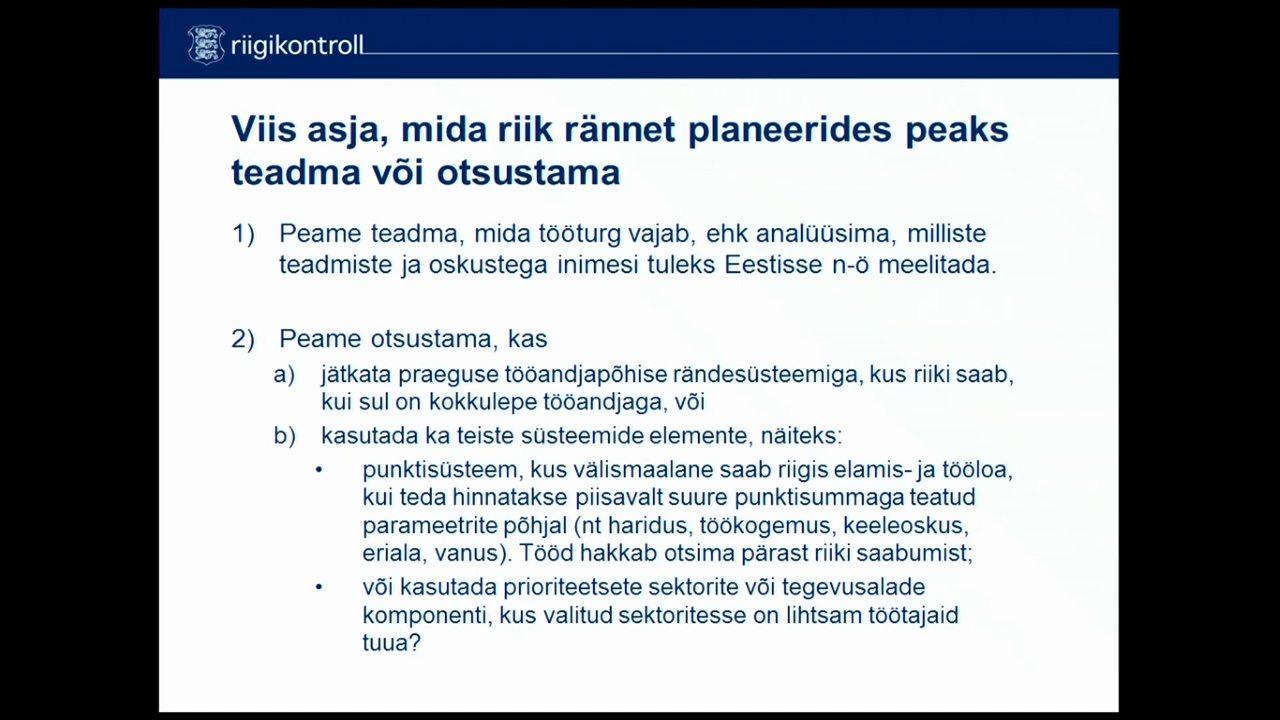 riigikontroll
Viis asja, mida riik rännet planeerides peaks
teadma või otsustama
1) Peame teadma, mida tööturg vajab, ehk analüüsima, milliste
teadmiste ja oskustega inimesi tuleks Eestisse n-ö meelitada.
2) Peame otsustama, kas
a) jätkata praeguse tööandjapõhise rändesüsteemiga, kus riiki saab,
kui sul on kokkulepe tööandjaga, või
b) kasutada ka teiste süsteemide elemente, näiteks:
• punktisüsteem, kus välismaalane saab riigis elamis- ja tööloa,
kui teda hinnatakse piisavalt suure punktisummaga teatud
parameetrite põhjal (nt haridus, töökogemus, keeleoskus,
eriala, vanus). Tööd hakkab otsima pärast riiki saabumist;
• või kasutada prioriteetsete sektorite või tegevusalade
komponenti, kus valitud sektoritesse on lihtsam töötajaid
tuua?